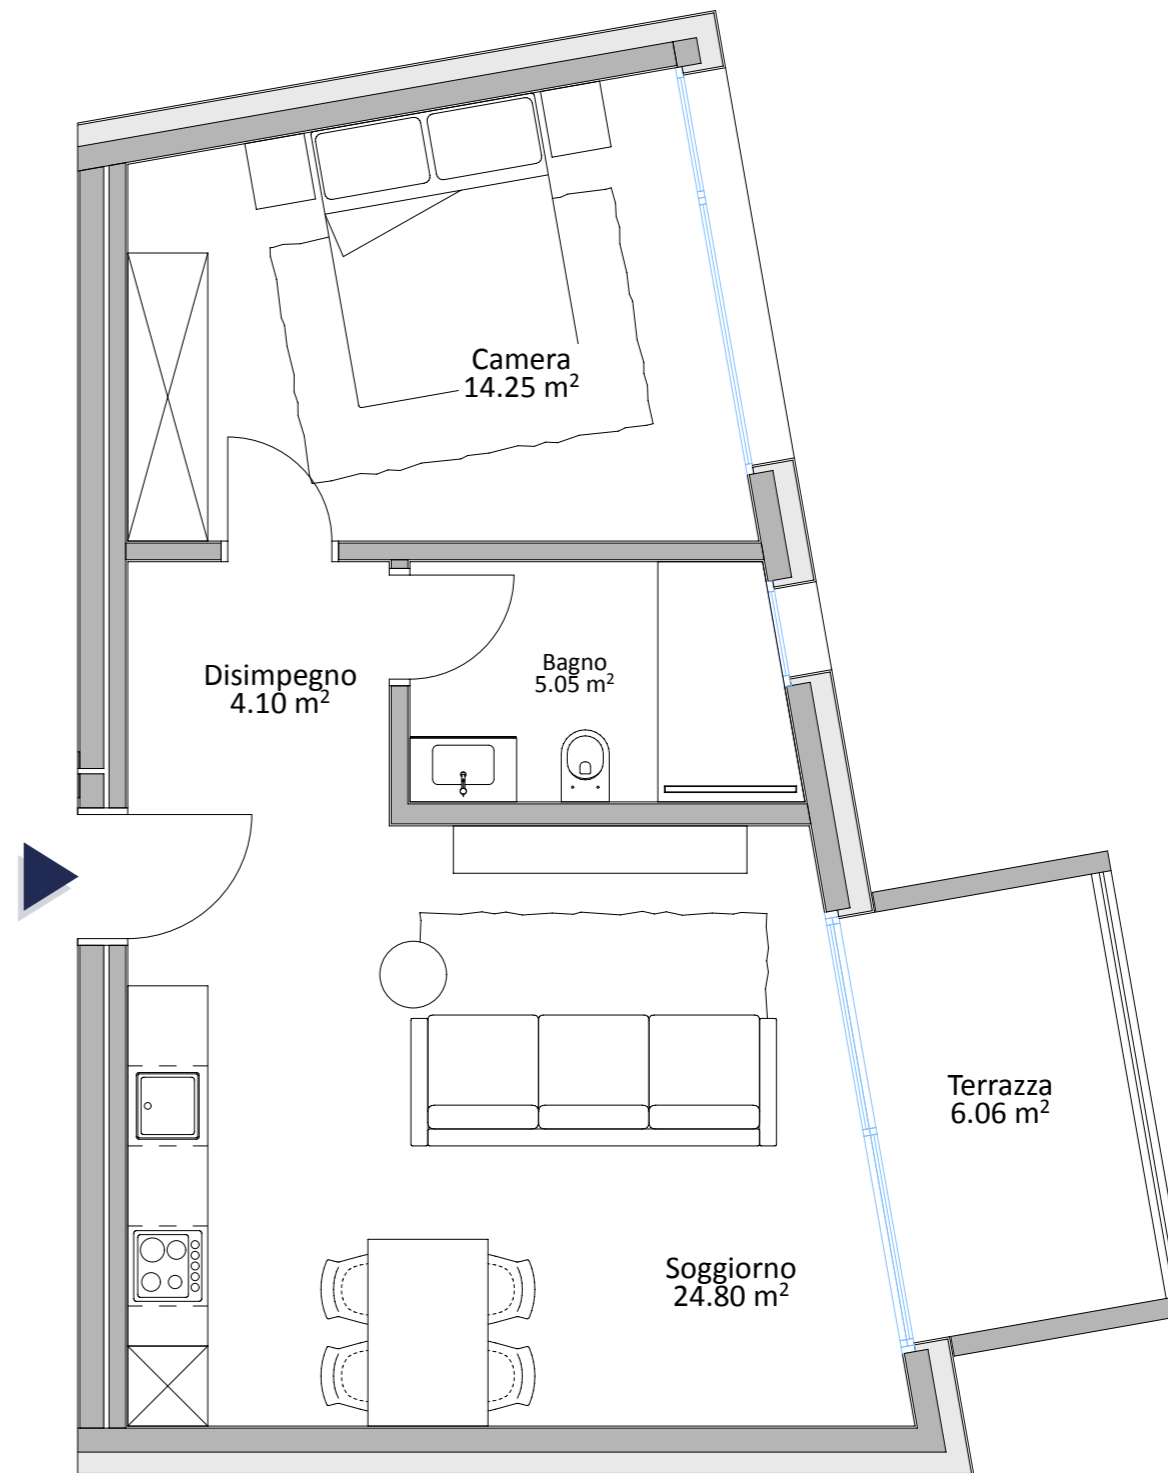 Camera
14.25 m²
Disimpegno
4.10 m²
Bagno
5.05 m²
Terrazza
6.06 m²
Soggiorno
24.80 m²